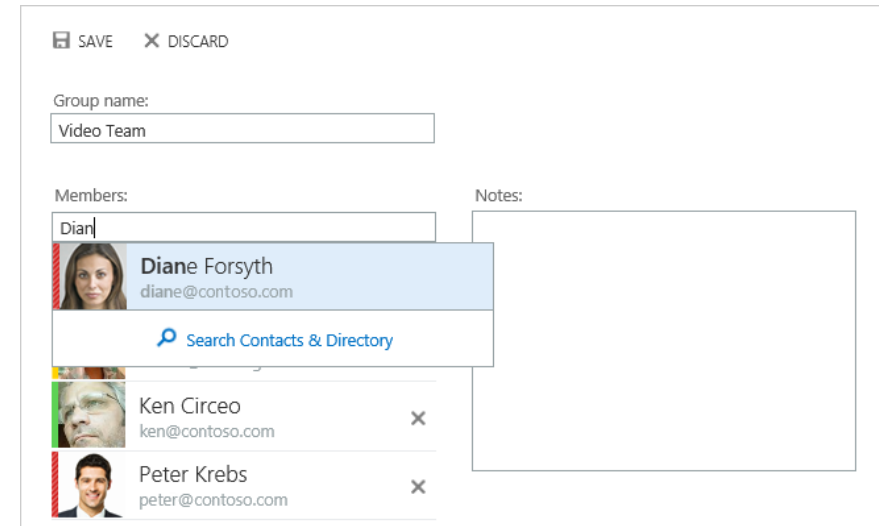 SAVE DISCARD
Group name:
Video Team
Members:
Notes:
Dian
Diane Forsyth
diane@contoso.com
Search Contacts & Directory
Ken Circeo
ken@contoso.com
Peter Krebs
peter@contoso.com